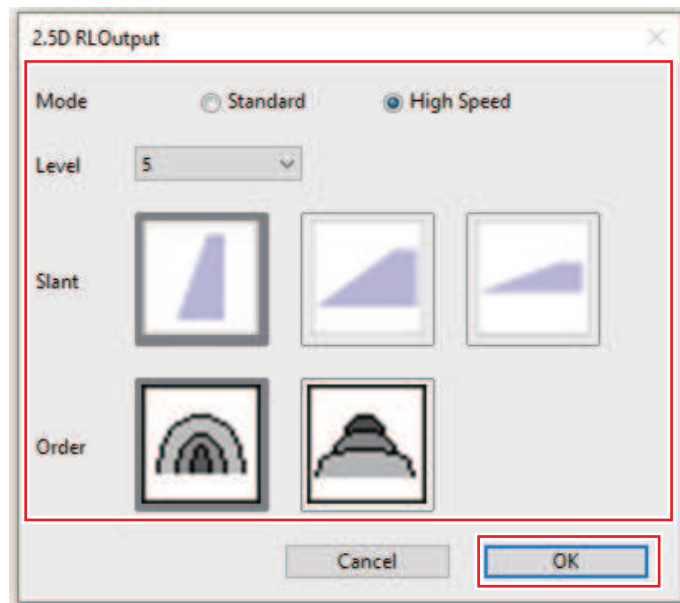 2.5D RLOutput
Mode Standard High Speed
Level 5
Slant
Order
Cancel OK